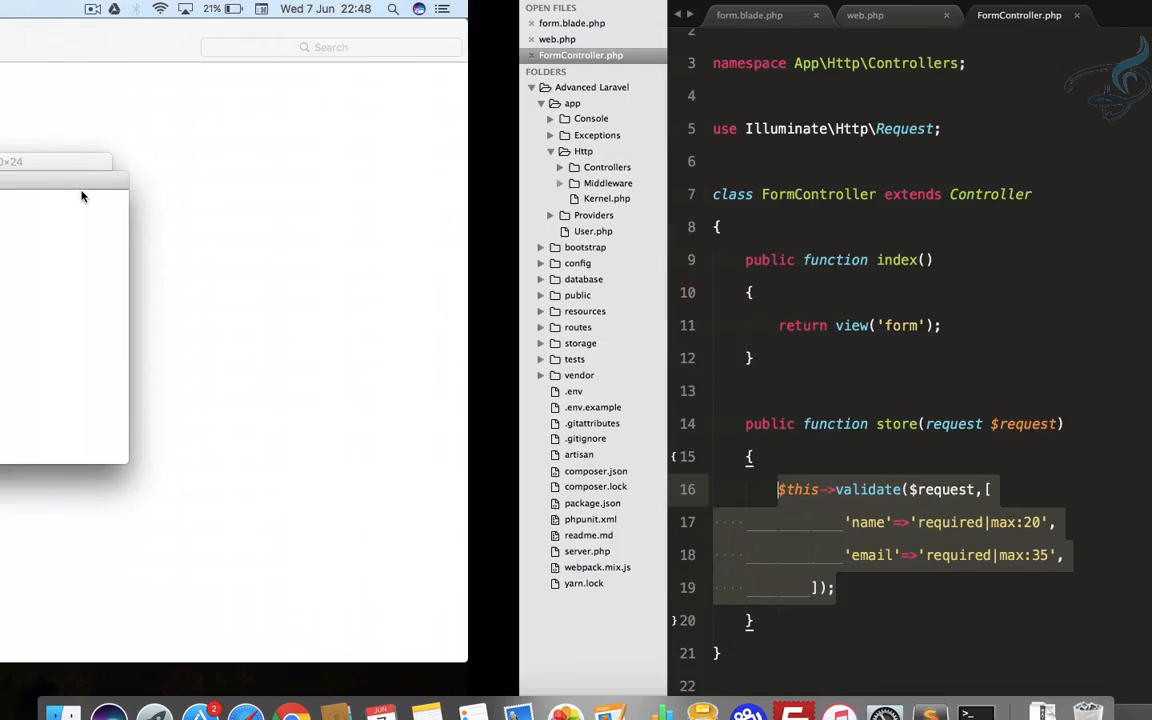 21%
Wed 7 Jun 22:48
Search
0×24
OPEN FILES
× form.blade.php
× web.php
× FormController.php
FOLDERS
Advanced Laravel
app
Console
Exceptions
Http
Controllers
Middleware
Kernel.php
Providers
User.php
bootstrap
config
database
public
resources
routes
storage
tests
vendor
.env
.env.example
.gitattributes
.gitignore
artisan
composer.json
composer.lock
package.json
phpunit.xml
readme.md
server.php
webpack.mix.js
yarn.lock
form.blade.php ×
web.php ×
FormController.php ×
2
3 namespace App\Http\Controllers;
4
5 use Illuminate\Http\Request;
6
7 class FormController extends Controller
8 {
9 public function index()
10 {
11 return view('form');
12 }
13
14 public function store(request $request)
{15 {
16 $this->validate($request,[
17 'name'=>'required|max:20',
18 'email'=>'required|max:35',
19 ]);
}20 }
21 }
22
2
JUN